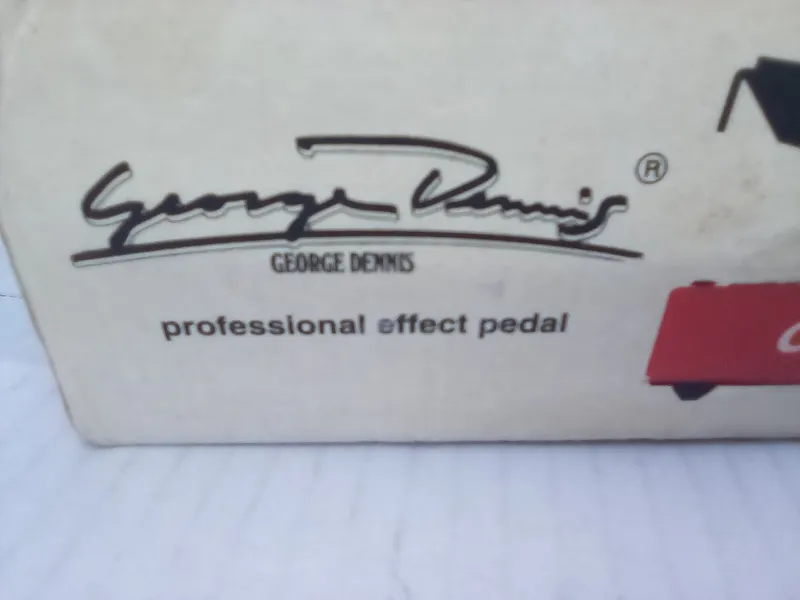 George Dennis ®
GEORGE DENNIS
professional effect pedal